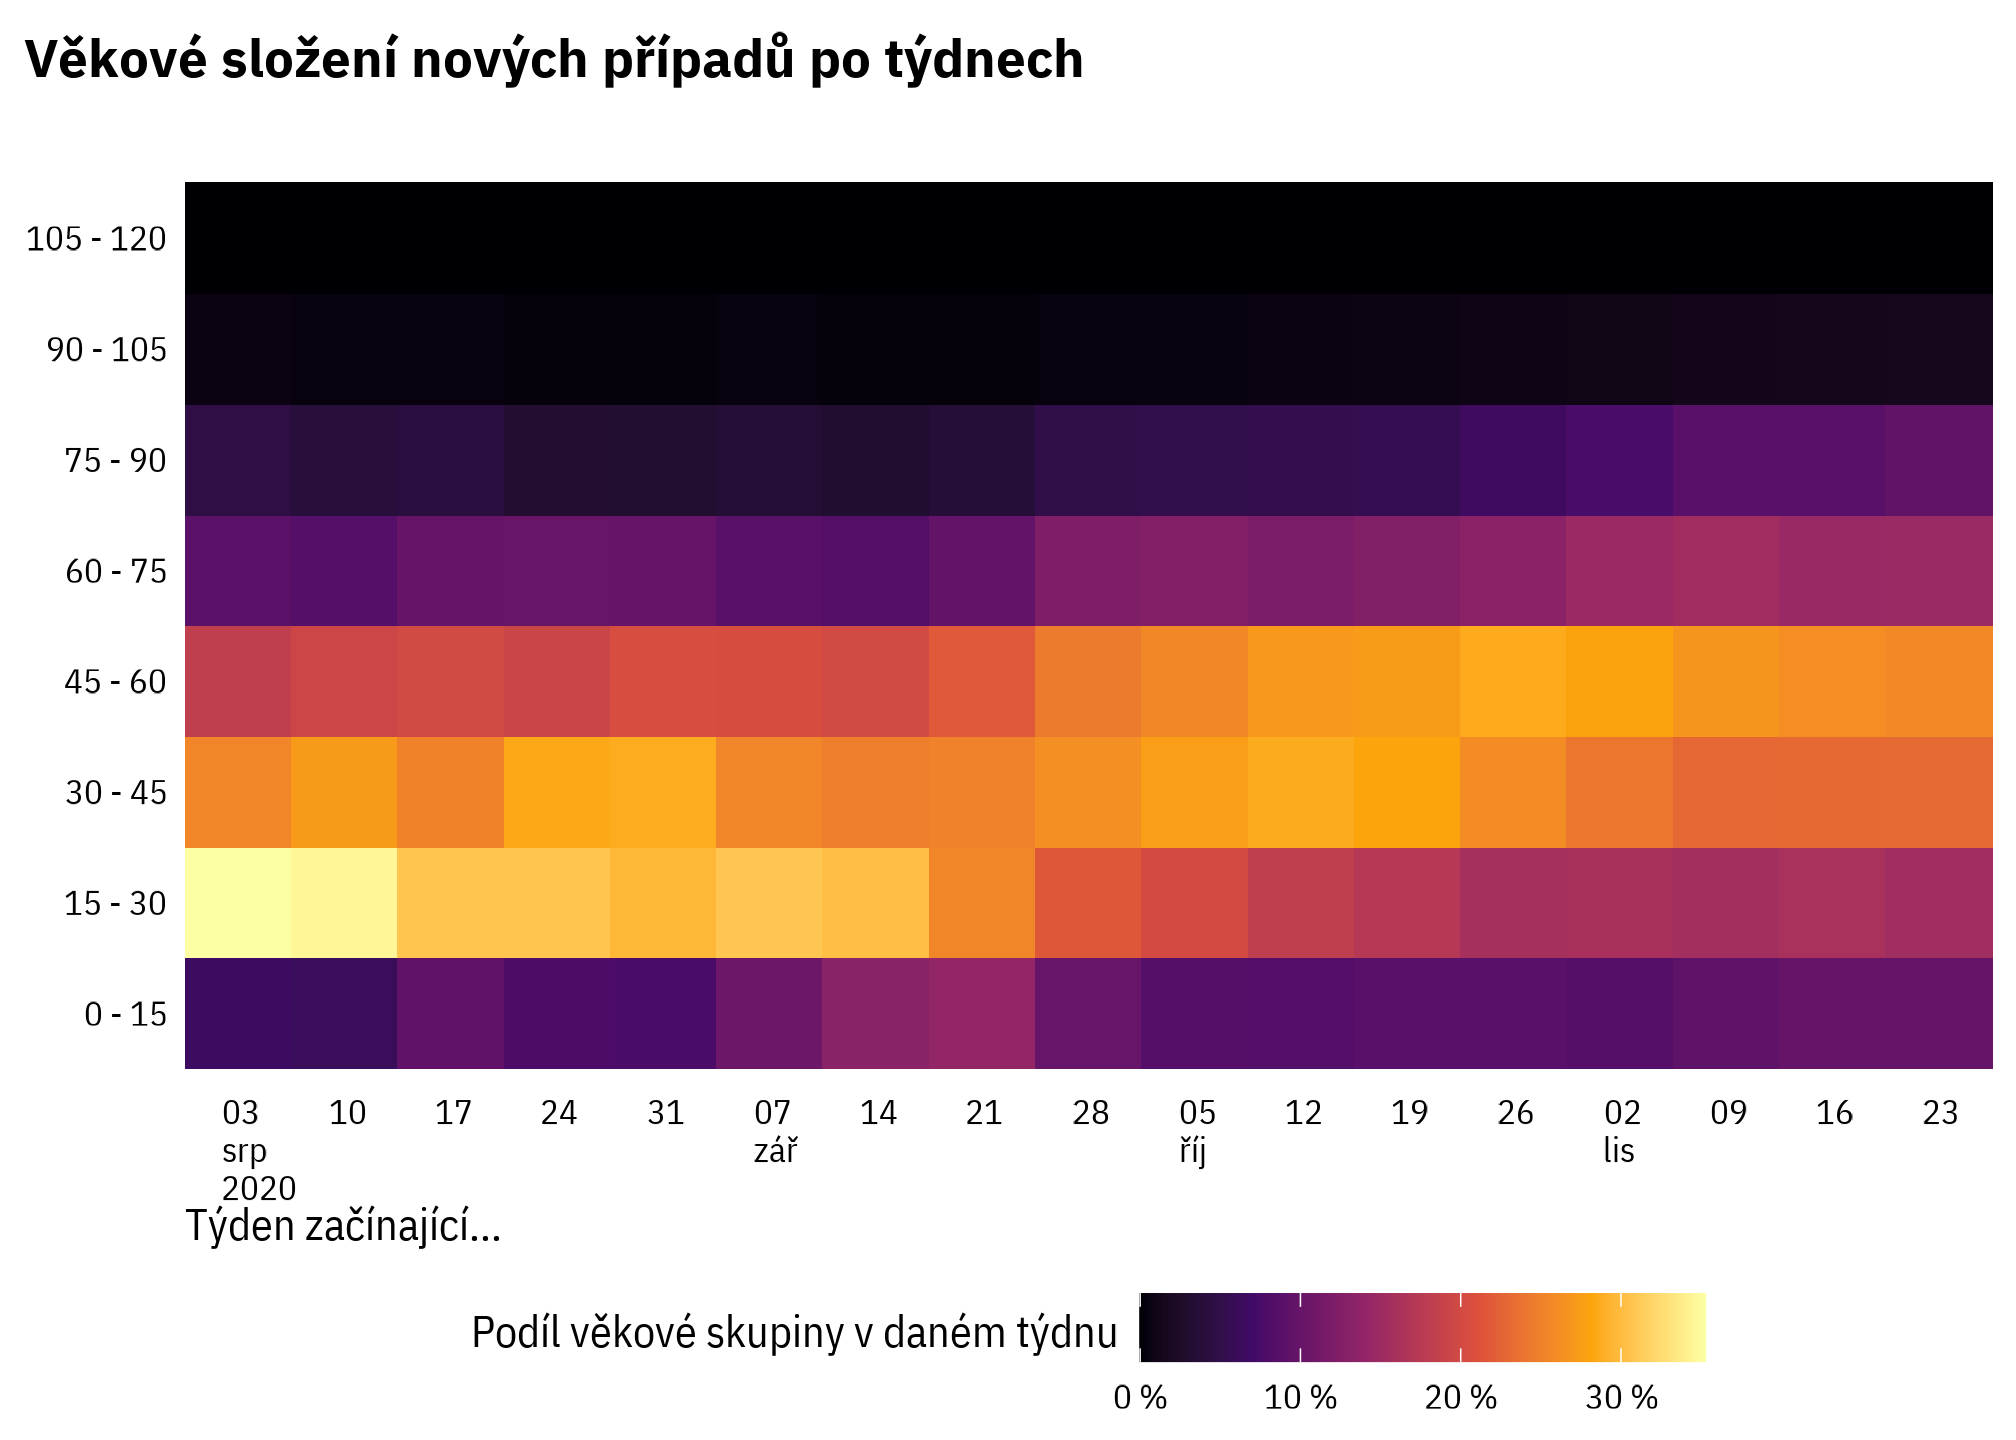 Věkové složení nových případů po týdnech
105 - 120
90 - 105
75 - 90
60 - 75
45 - 60
30 - 45
15 - 30
0 - 15
03 10 17 24 31 07 14 21 28 05 12 19 26 02 09 16 23
srp zář říj lis
2020
Týden začínající...
Podíl věkové skupiny v daném týdnu
0 % 10 % 20 % 30 %